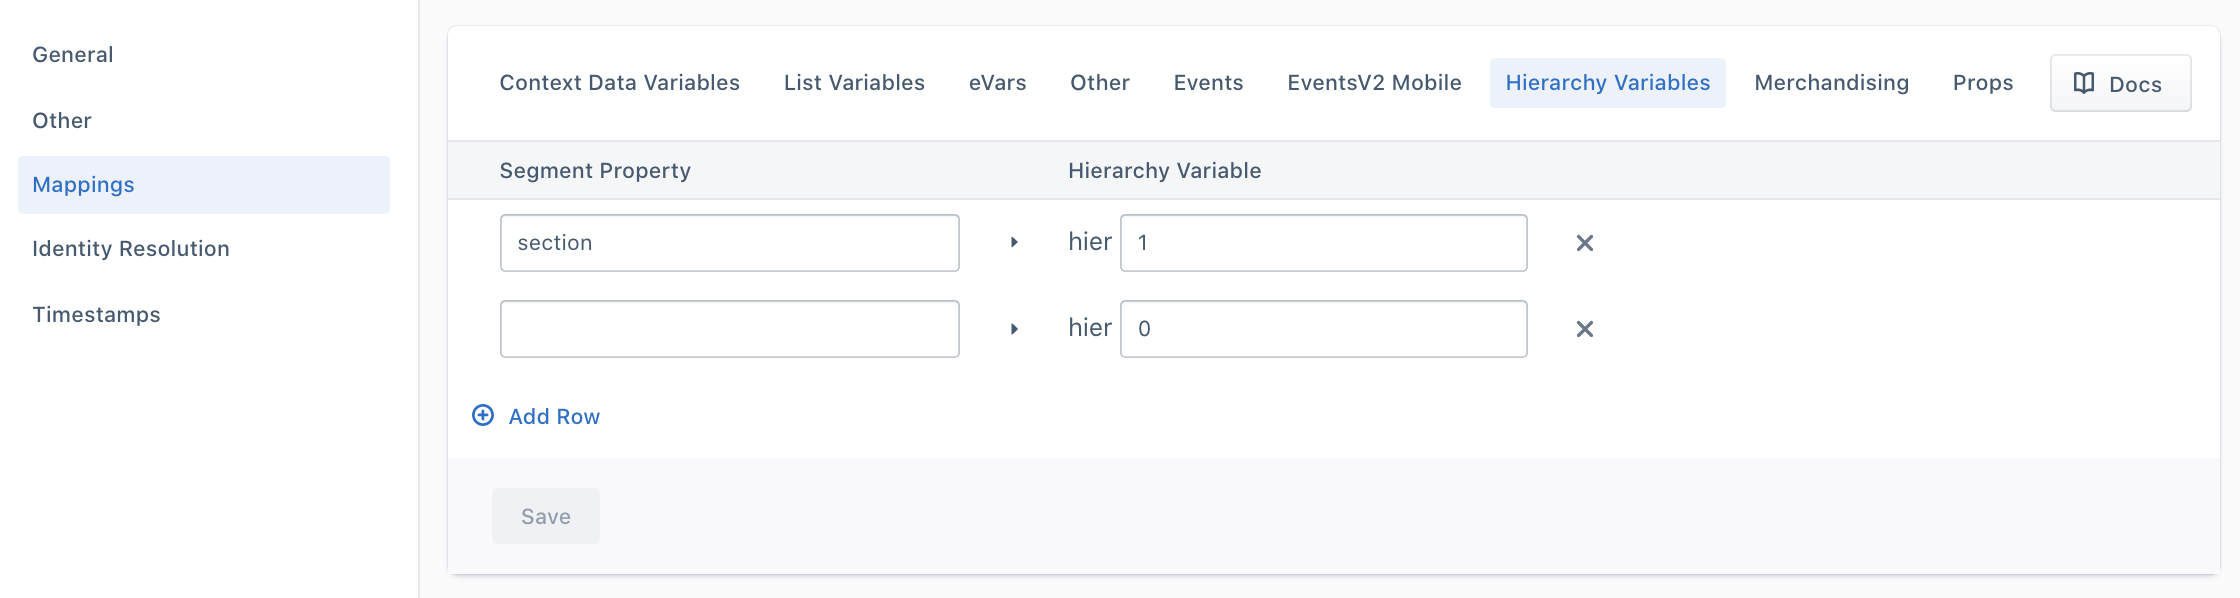 General
Other
Mappings
Identity Resolution
Timestamps
Context Data Variables List Variables eVars Other Events EventsV2 Mobile Hierarchy Variables Merchandising Props Docs
Segment Property Hierarchy Variable
section hier 1
hier 0
Add Row
Save